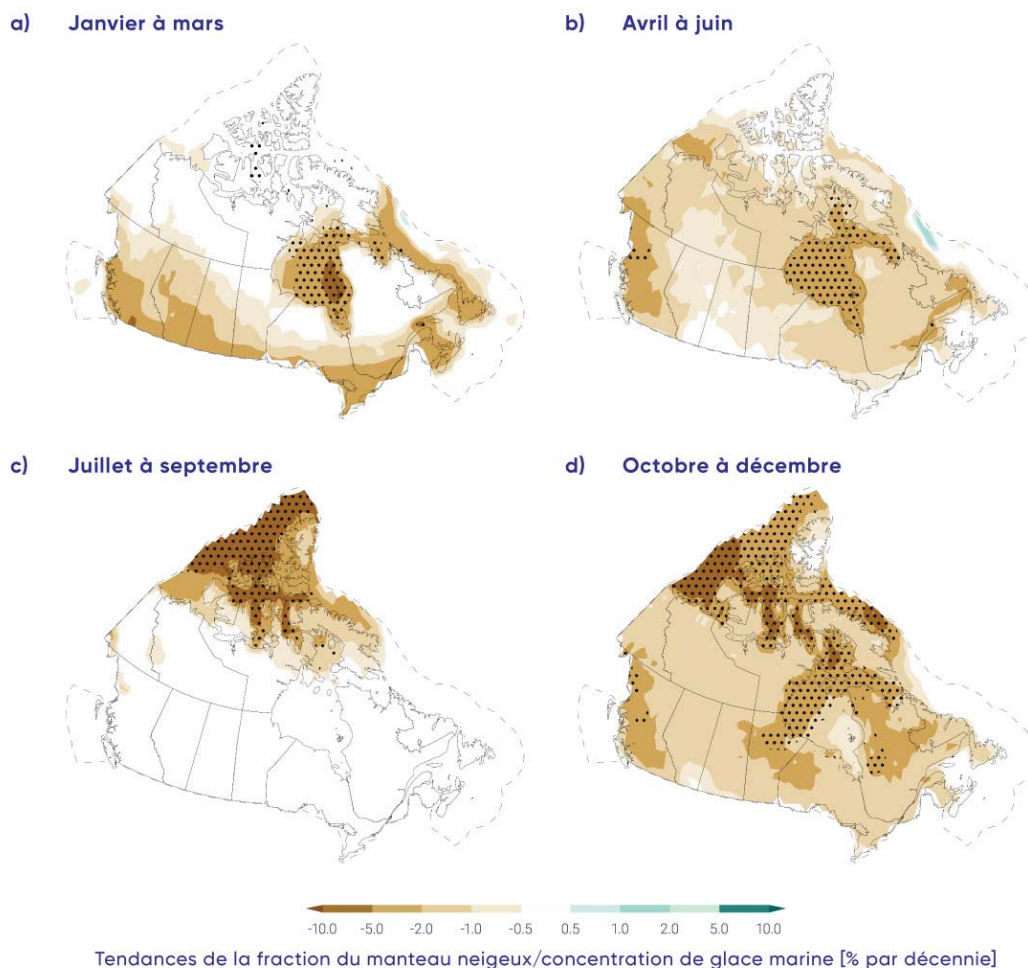 a) Janvier à mars
b) Avril à juin
c) Juillet à septembre
d) Octobre à décembre
-10.0 -5.0 -2.0 -1.0 -0.5 0.5 1.0 2.0 5.0 10.0
Tendances de la fraction du manteau neigeux/concentration de glace marine [% par décennie]